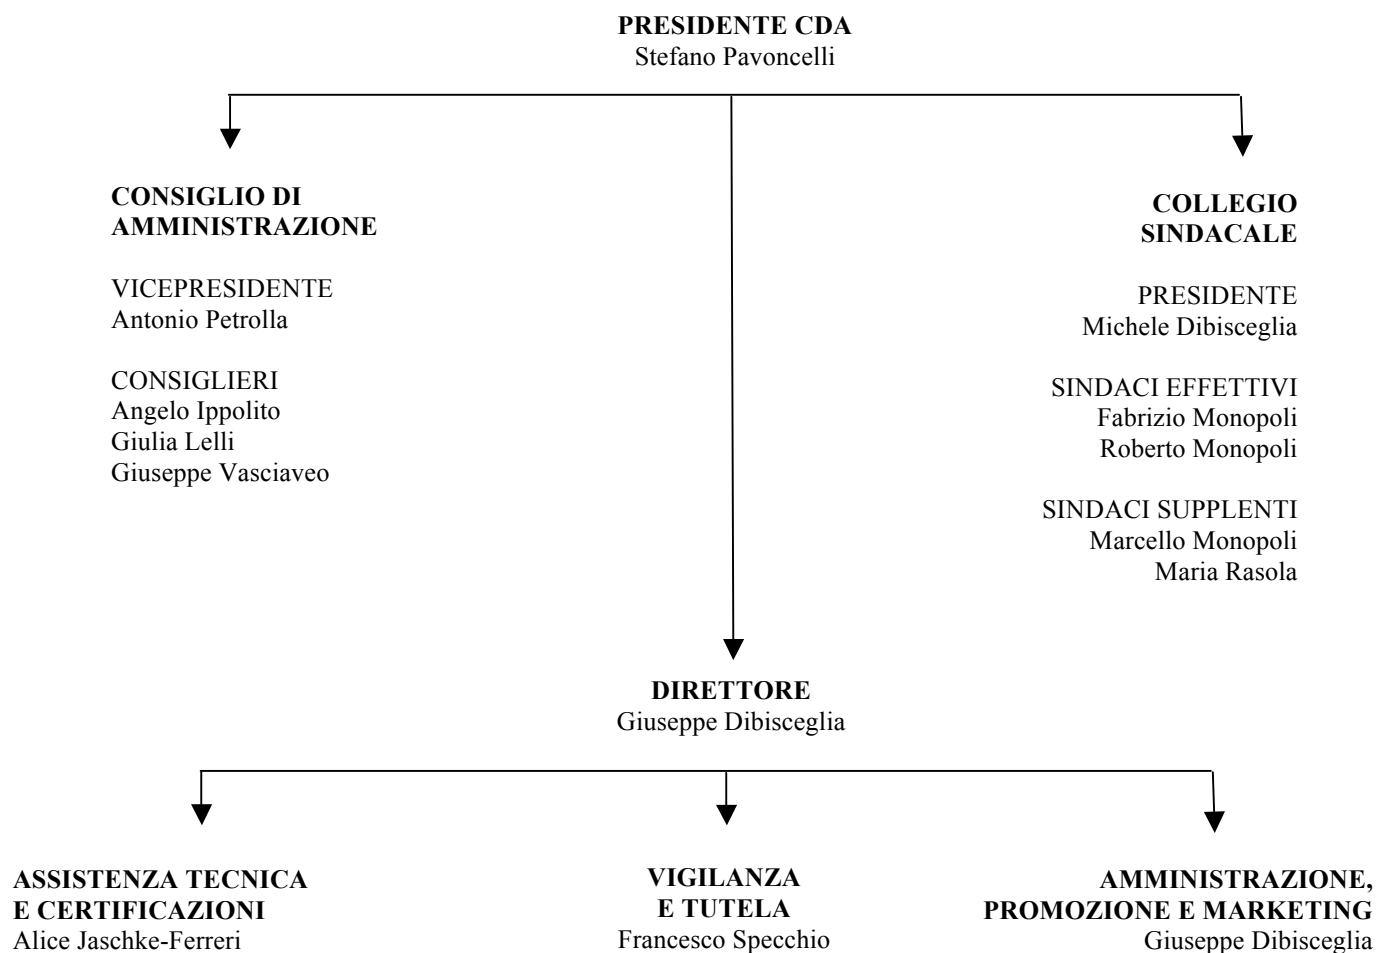 PRESIDENTE CDA
Stefano Pavoncelli
CONSIGLIO DI
AMMINISTRAZIONE
VICEPRESIDENTE
Antonio Petrolla
CONSIGLIERI
Angelo Ippolito
Giulia Lelli
Giuseppe Vasciaveo
COLLEGIO
SINDACALE
PRESIDENTE
Michele Dibisceglia
SINDACI EFFETTIVI
Fabrizio Monopoli
Roberto Monopoli
SINDACI SUPPLENTI
Marcello Monopoli
Maria Rasola
DIRETTORE
Giuseppe Dibisceglia
ASSISTENZA TECNICA
E CERTIFICAZIONI
Alice Jaschke-Ferreri
VIGILANZA
E TUTELA
Francesco Specchio
AMMINISTRAZIONE,
PROMOZIONE E MARKETING
Giuseppe Dibisceglia